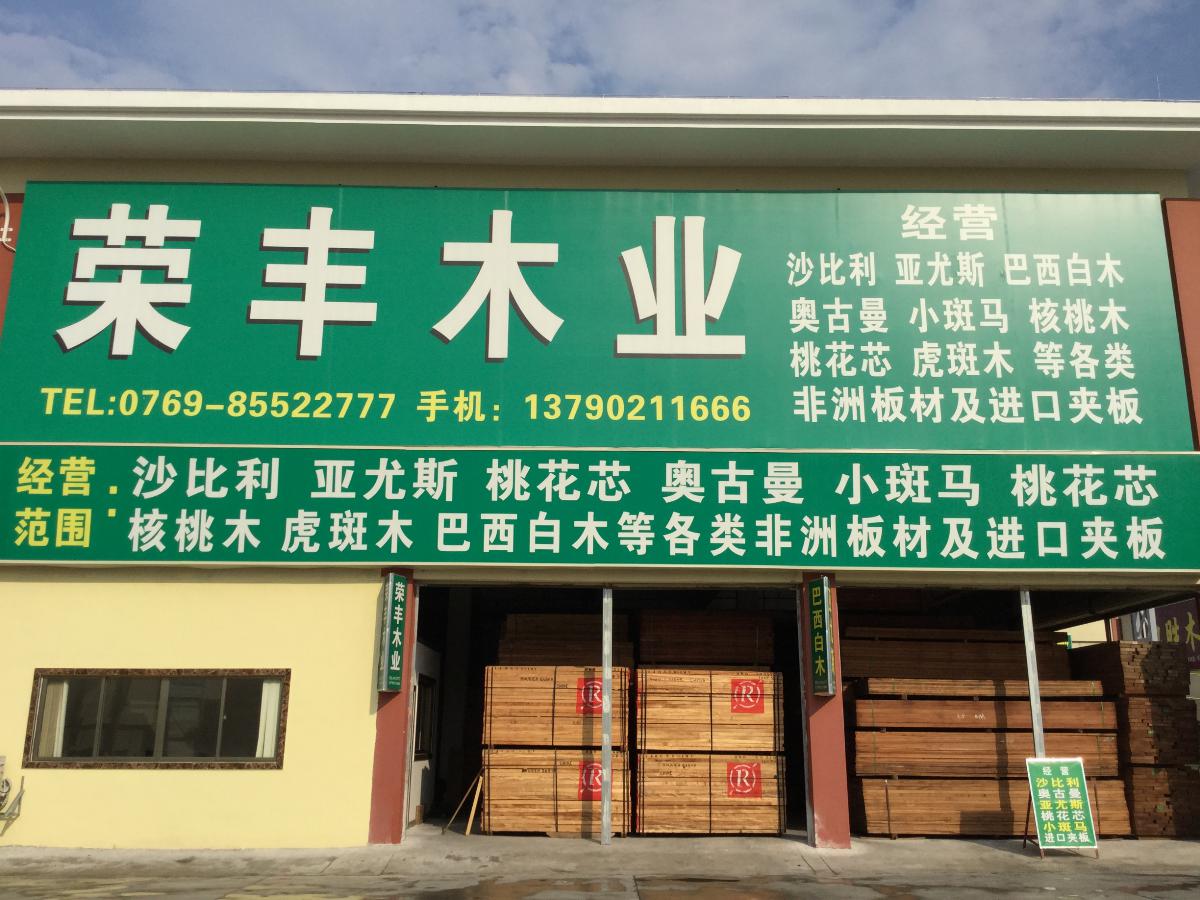 荣丰木业
TEL:0769-85522777 手机：13790211666
经营
沙比利 亚尤斯 巴西白木
奥古曼 小斑马 核桃木
桃花芯 虎斑木 等各类
非洲板材及进口夹板
经营范围：
沙比利 亚尤斯 桃花芯 奥古曼 小斑马 桃花芯
核桃木 虎斑木 巴西白木等各类非洲板材及进口夹板
荣丰木业
巴西白木
R
R
R
R
经营
沙比利
奥古曼
亚尤斯
桃花芯
小斑马
进口夹板